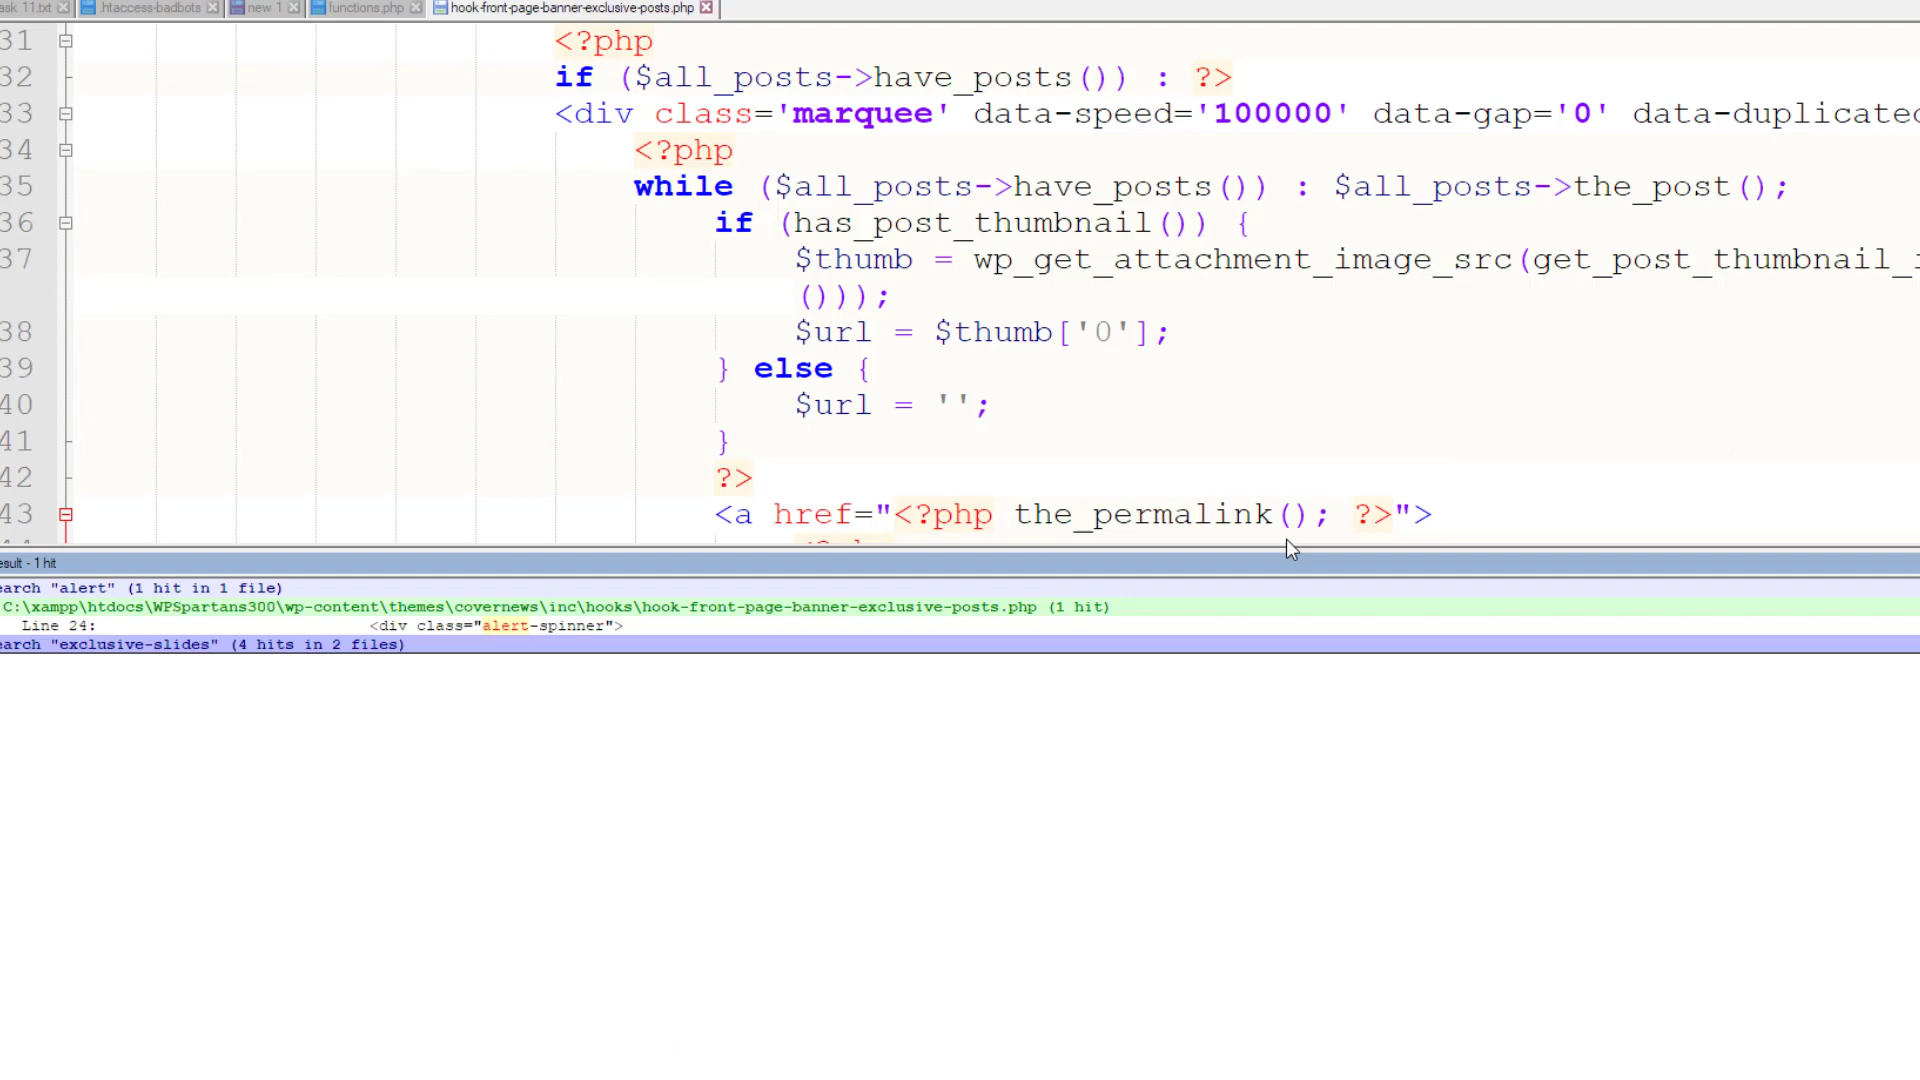 ask 11.txt .htaccess-badbots new 1 functions.php hook-front-page-banner-exclusive-posts.php
31 <?php
32 if ($all_posts->have_posts()) : ?>
33 <div class='marquee' data-speed='100000' data-gap='0' data-duplicated
34 <?php
35 while ($all_posts->have_posts()) : $all_posts->the_post();
36 if (has_post_thumbnail()) {
37 $thumb = wp_get_attachment_image_src(get_post_thumbnail_i
()));
38 $url = $thumb['0'];
39 } else {
40 $url = '';
41 }
42 ?>
43 <a href="<?php the_permalink(); ?>">
esult - 1 hit
earch "alert" (1 hit in 1 file)
C:\xampp\htdocs\WPSpartans300\wp-content\themes\covernews\inc\hooks\hook-front-page-banner-exclusive-posts.php (1 hit)
Line 24: <div class="alert-spinner">
earch "exclusive-slides" (4 hits in 2 files)